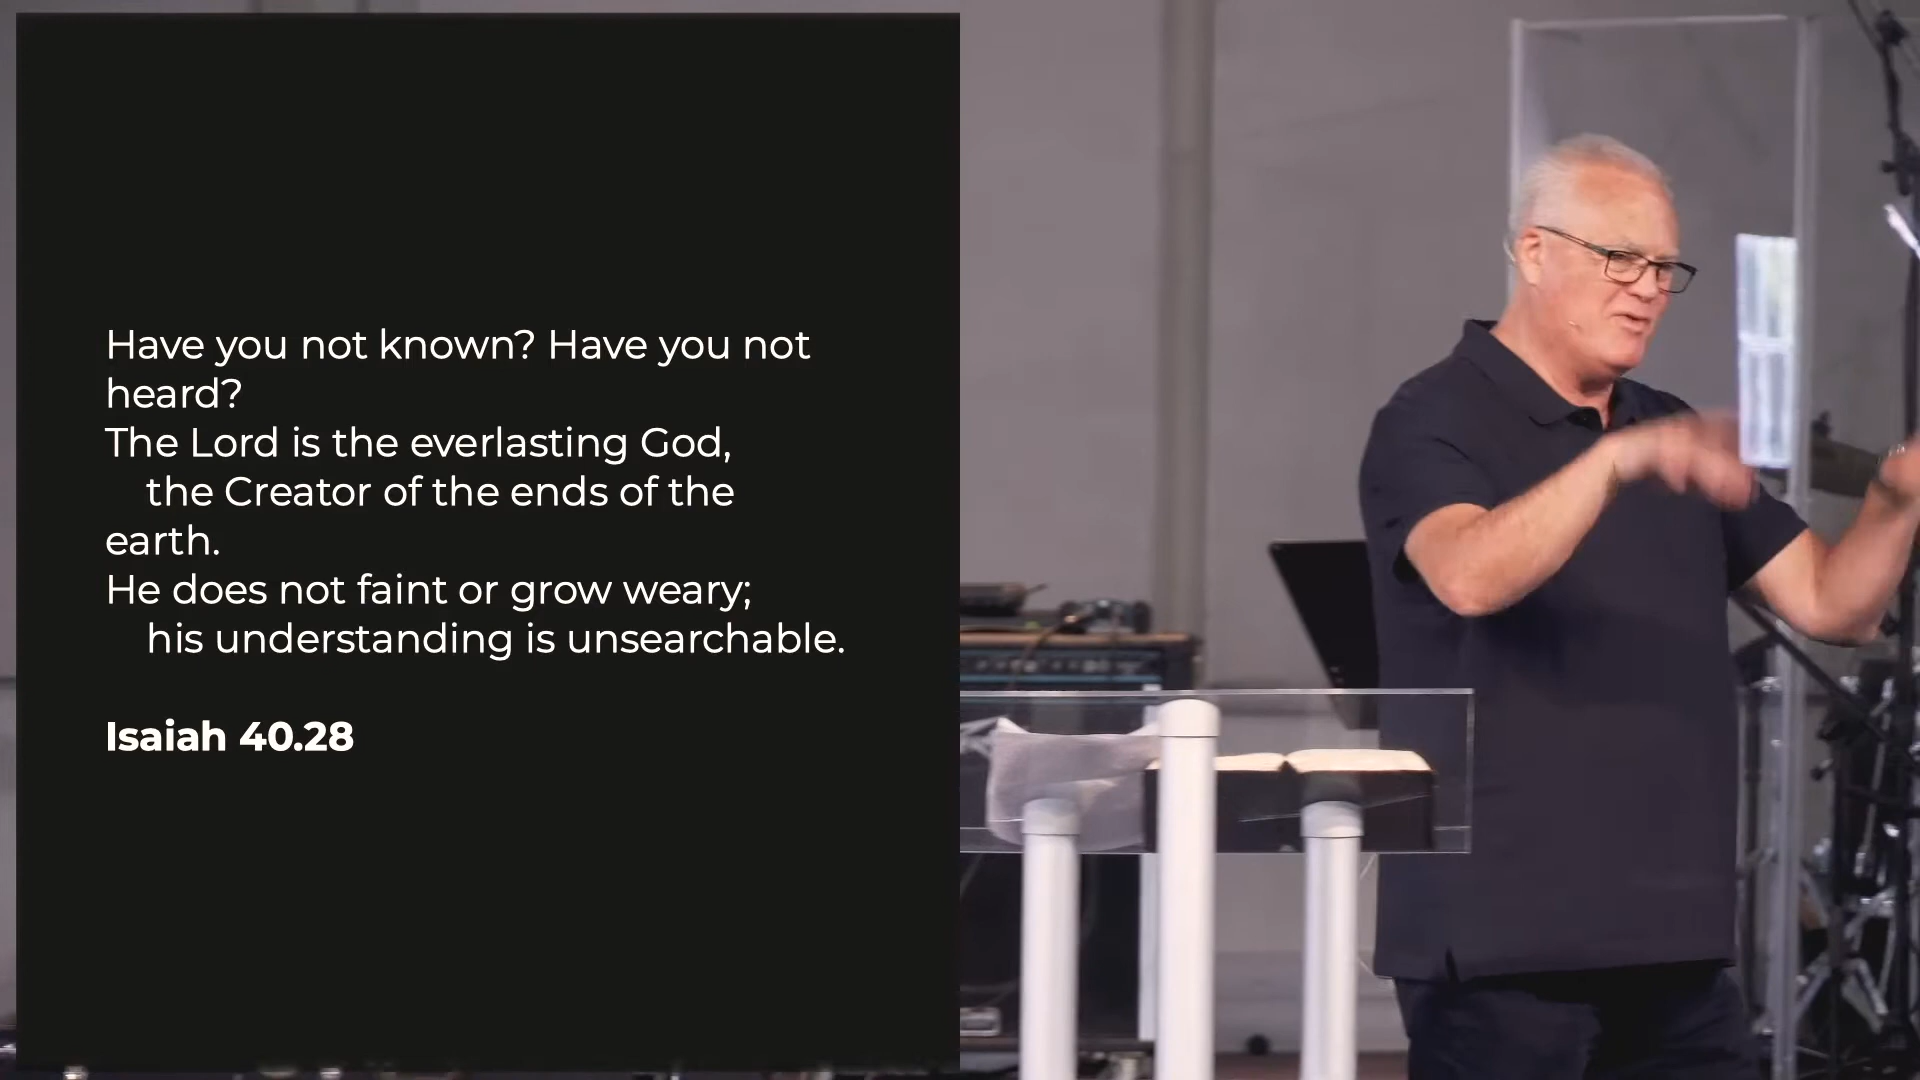 Have you not known? Have you not
heard?
The Lord is the everlasting God,
the Creator of the ends of the
earth.
He does not faint or grow weary;
his understanding is unsearchable.
Isaiah 40.28